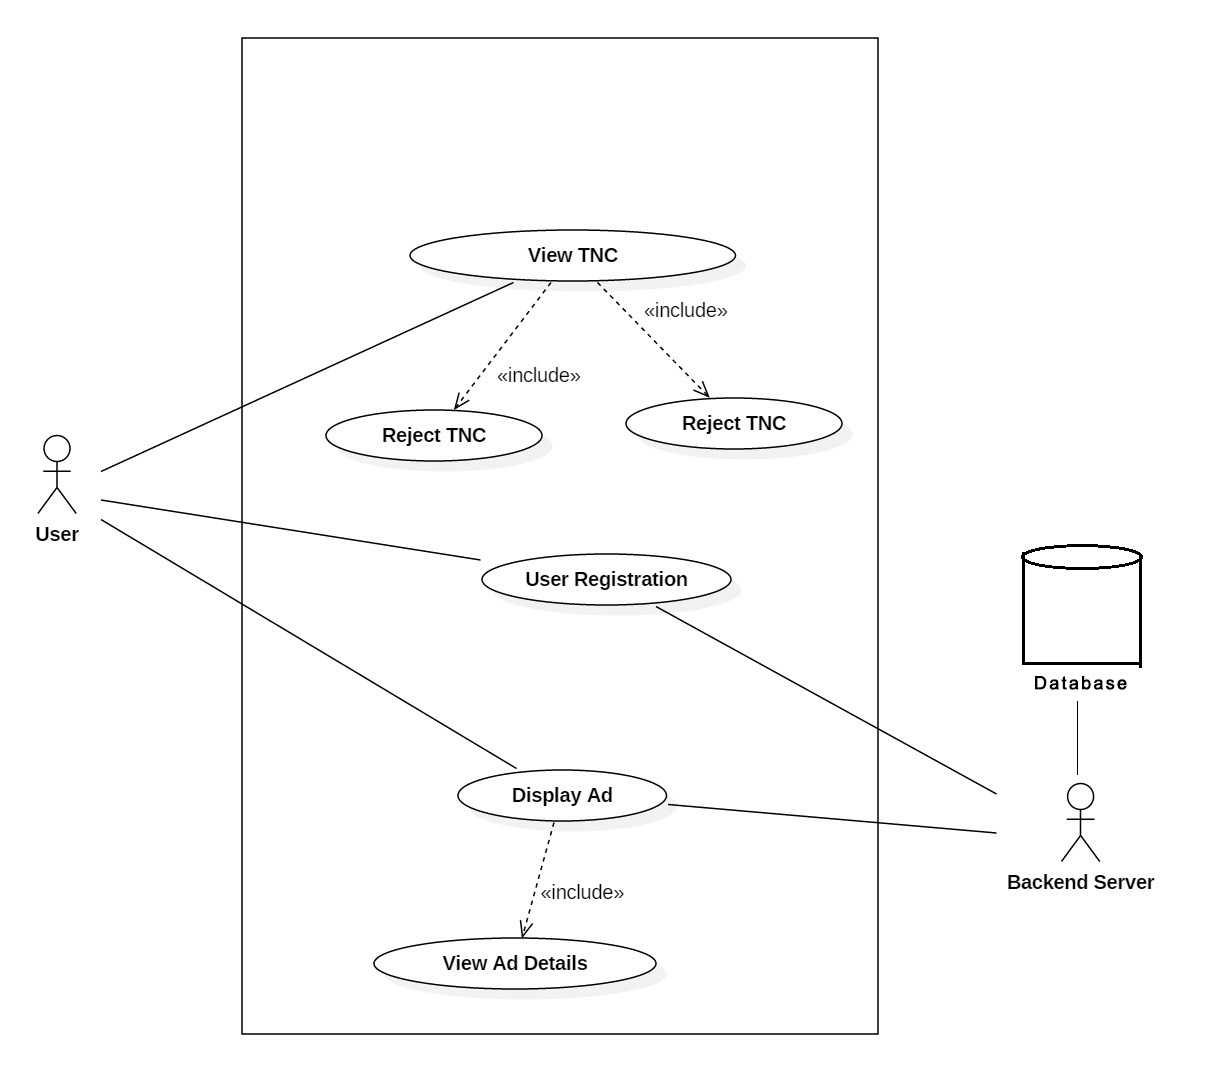 View TNC
«include»
«include»
Reject TNC
Reject TNC
User
User Registration
Database
Display Ad
Backend Server
«include»
View Ad Details